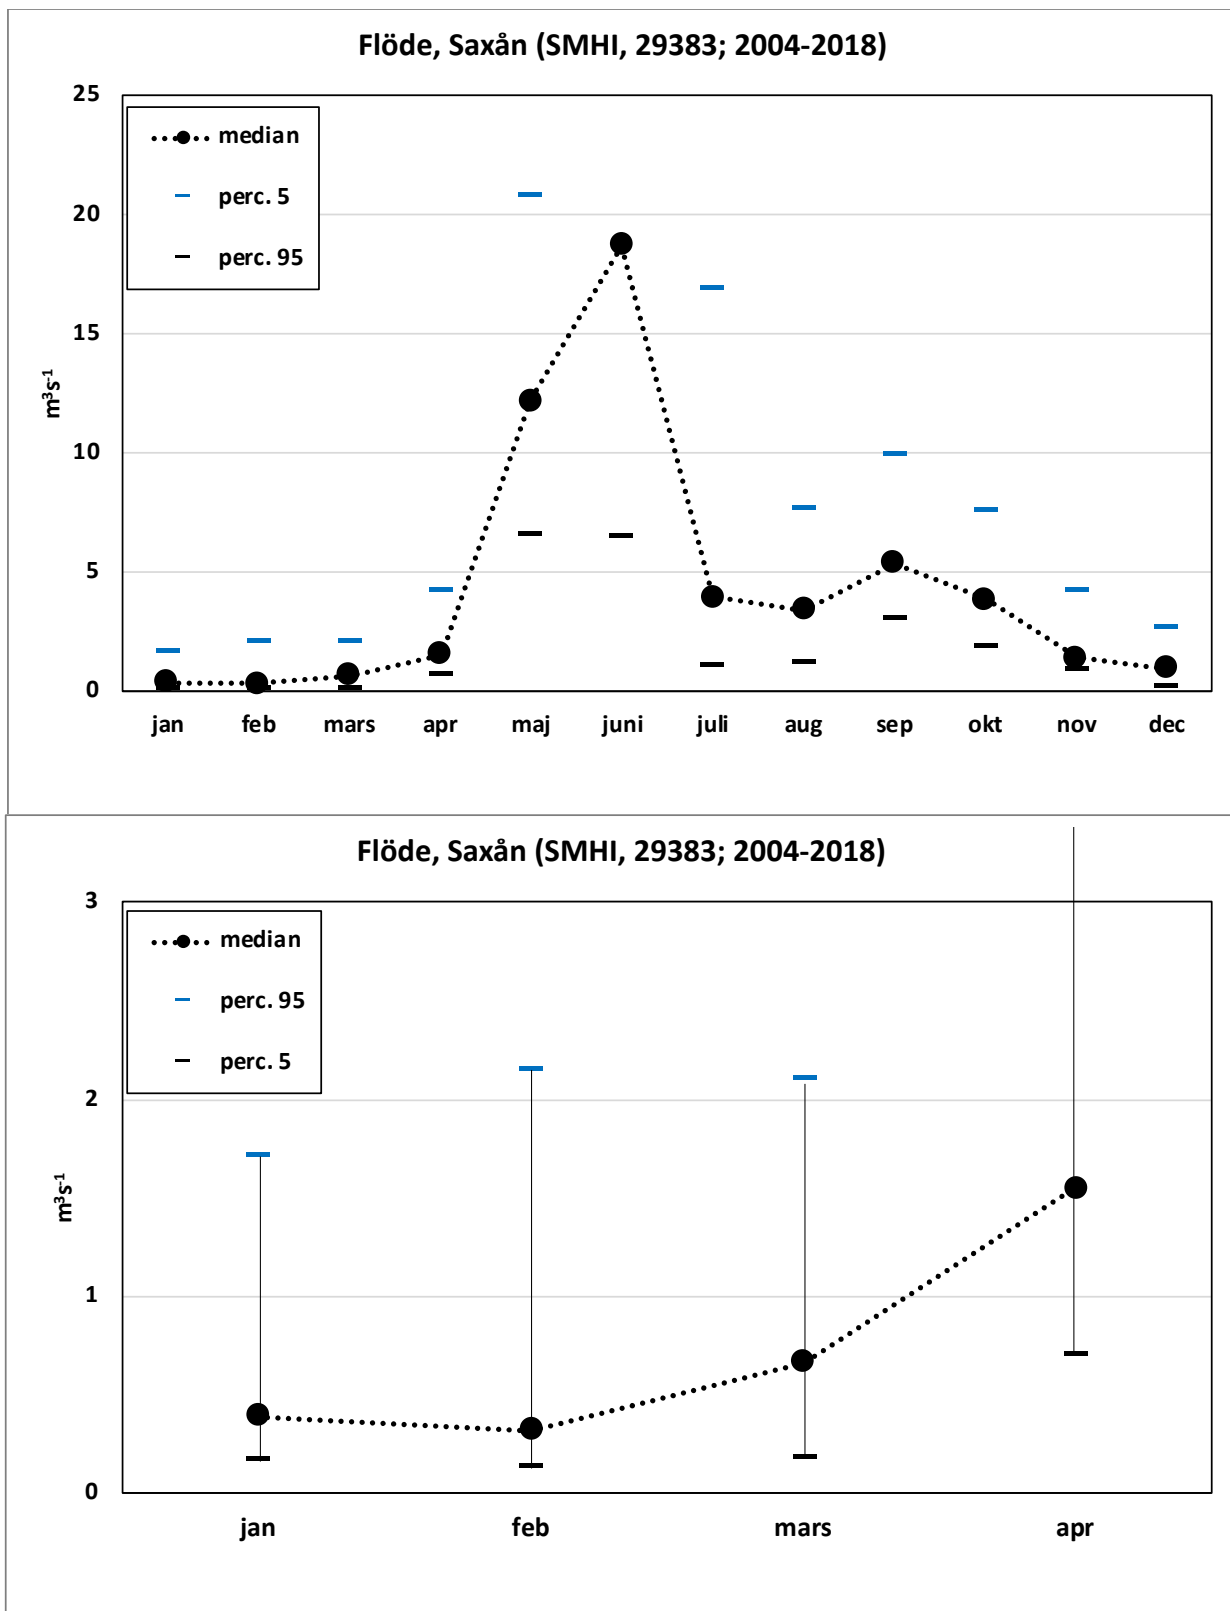 Flöde, Saxån (SMHI, 29383; 2004-2018)
25
20
15
10
5
0
m³s⁻¹
median
perc. 5
perc. 95
jan feb mars apr maj juni juli aug sep okt nov dec
Flöde, Saxån (SMHI, 29383; 2004-2018)
3
2
1
0
m³s⁻¹
median
perc. 95
perc. 5
jan feb mars apr